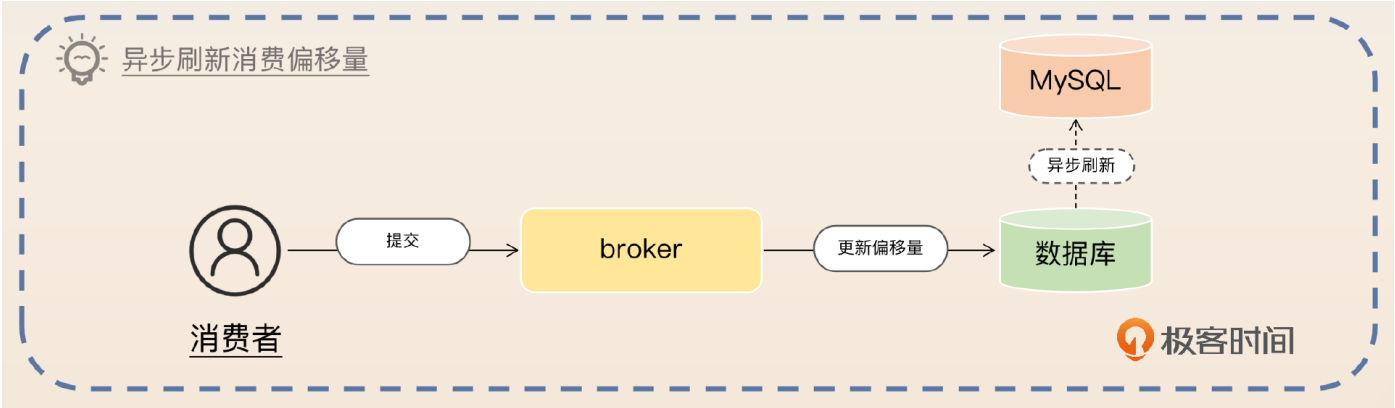 异步刷新消费偏移量
MySQL
异步刷新
提交
broker
更新偏移量
数据库
消费者
极客时间